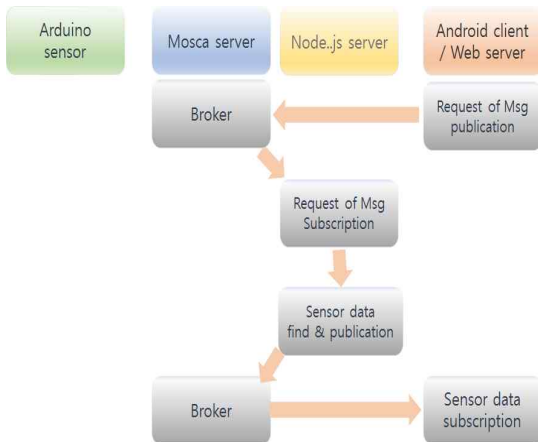 Arduino
sensor
Mosca server
Node..js server
Android client
/ Web server
Broker
Request of Msg
publication
Request of Msg
Subscription
Sensor data
find & publication
Broker
Sensor data
subscription